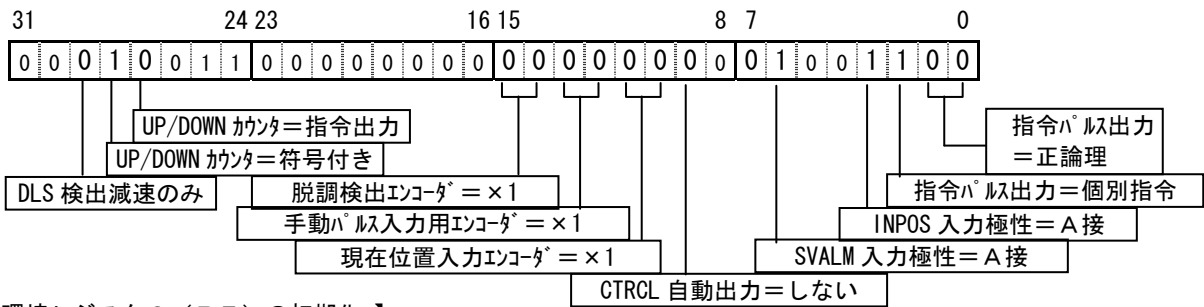 31 24 23 16 15 8 7 0
0 0 0 1 0 0 1 1 0 0 0 0 0 0 0 0 0 0 0 0 0 0 0 0 0 1 0 0 1 1 0 0
UP/DOWN ｶｳﾝﾀ＝指令出力
指令ﾊﾟﾙｽ出力
＝正論理
UP/DOWN カウンタ＝符号付き
DLS 検出減速のみ
脱調検出ｴﾝｺｰﾀﾞ＝×1
指令ﾊﾟﾙｽ出力＝個別指令
手動ﾊﾟﾙｽ入力用ｴﾝｺｰﾀﾞ＝×1
INPOS 入力極性＝Ａ接
現在位置入力ｴﾝｺｰﾀﾞ＝×1
SVALM 入力極性＝Ａ接
CTRCL 自動出力＝しない
環境レジスタ の初期化 】